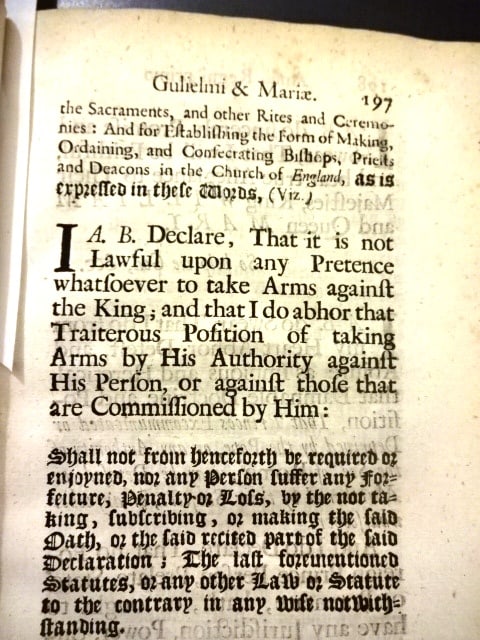 Gulielmi & Mariæ. 197
the Sacraments, and other Rites and Ceremo-
nies : And for Eſtabliſhing the Form of Making,
Ordaining, and Conſecrating Biſhops, Prieſts
and Deacons in the Church of England, as is
expreſſed in theſe Words, (Viz.)
I A. B. Declare, That it is not
Lawful upon any Pretence
whatſoever to take Arms againſt
the King ; and that I do abhor that
Traiterous Poſition of taking
Arms by His Authority againſt
His Perſon, or againſt thoſe that
are Commiſſioned by Him :
Shall not from henceforth be required or
enjoyned, nor any Perſon ſuffer any For-
feiture, Penalty or Loſs, by the not ta-
king, ſubſcribing, or making the ſaid
Oath, or the ſaid recited part of the ſaid
Declaration ; The laſt forementioned
Statutes, or any other Law or Statute
to the contrary in any wiſe notwith-
ſtanding.